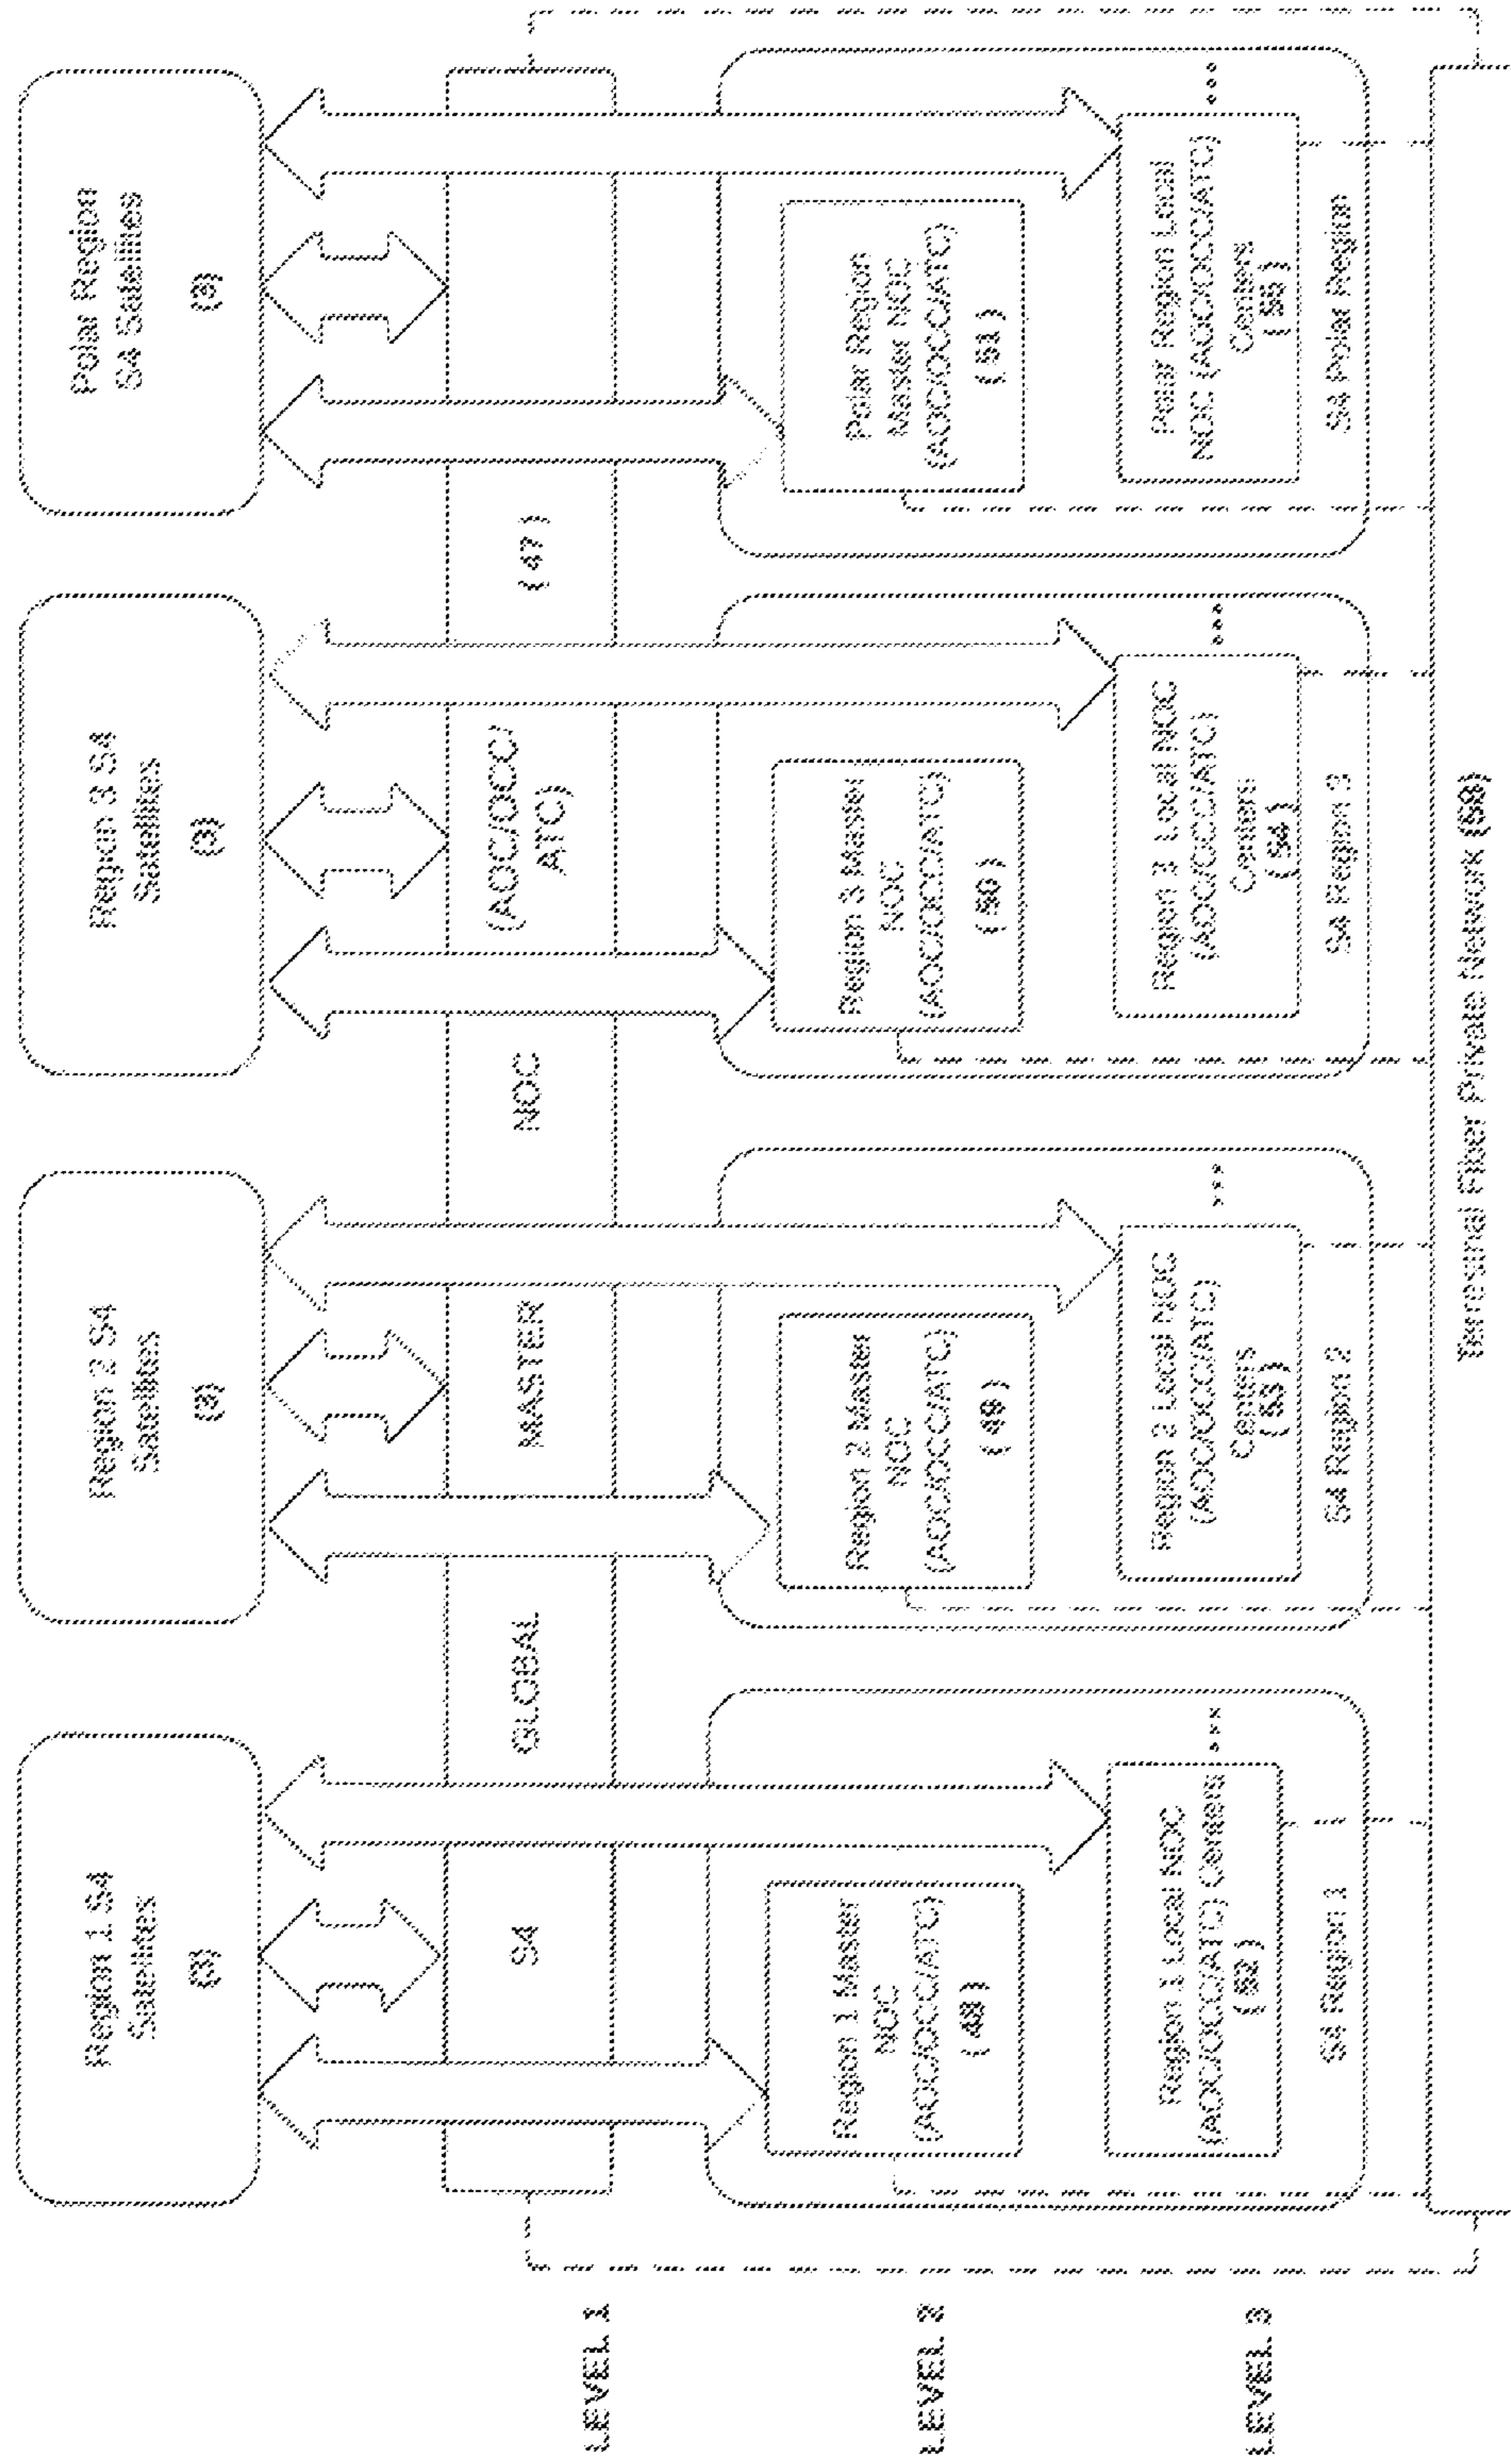 Region 1 S4
Satellites
(3)
Region 2 S4
Satellites
(3)
Region 3 S4
Satellites
(3)
Polar Region
S4 Satellites
(3)
LEVEL 1
S4 GLOBAL MASTER NOC (AOC/OCC/
ATC) (47)
LEVEL 2
Region 1 Master
NOC
(AOC/OCC/ATC)
(48)
Region 2 Master
NOC
(AOC/OCC/ATC)
(49)
Region 3 Master
NOC
(AOC/OCC/ATC)
(50)
Polar Region
Master NOC
(AOC/OCC/ATC)
(51)
LEVEL 3
Region 1 Local NOC
(AOC/OCC/ATC) Centers
(52)
...
S4 Region 1
Region 2 Local NOC
(AOC/OCC/ATC)
Centers
(53)
...
S4 Region 2
Region 3 Local NOC
(AOC/OCC/ATC)
Centers
(54)
...
S4 Region 3
Polar Region Local
NOC (AOC/OCC/ATC)
Centers
(55)
...
S4 Polar Region
Terrestrial Fiber Private Network